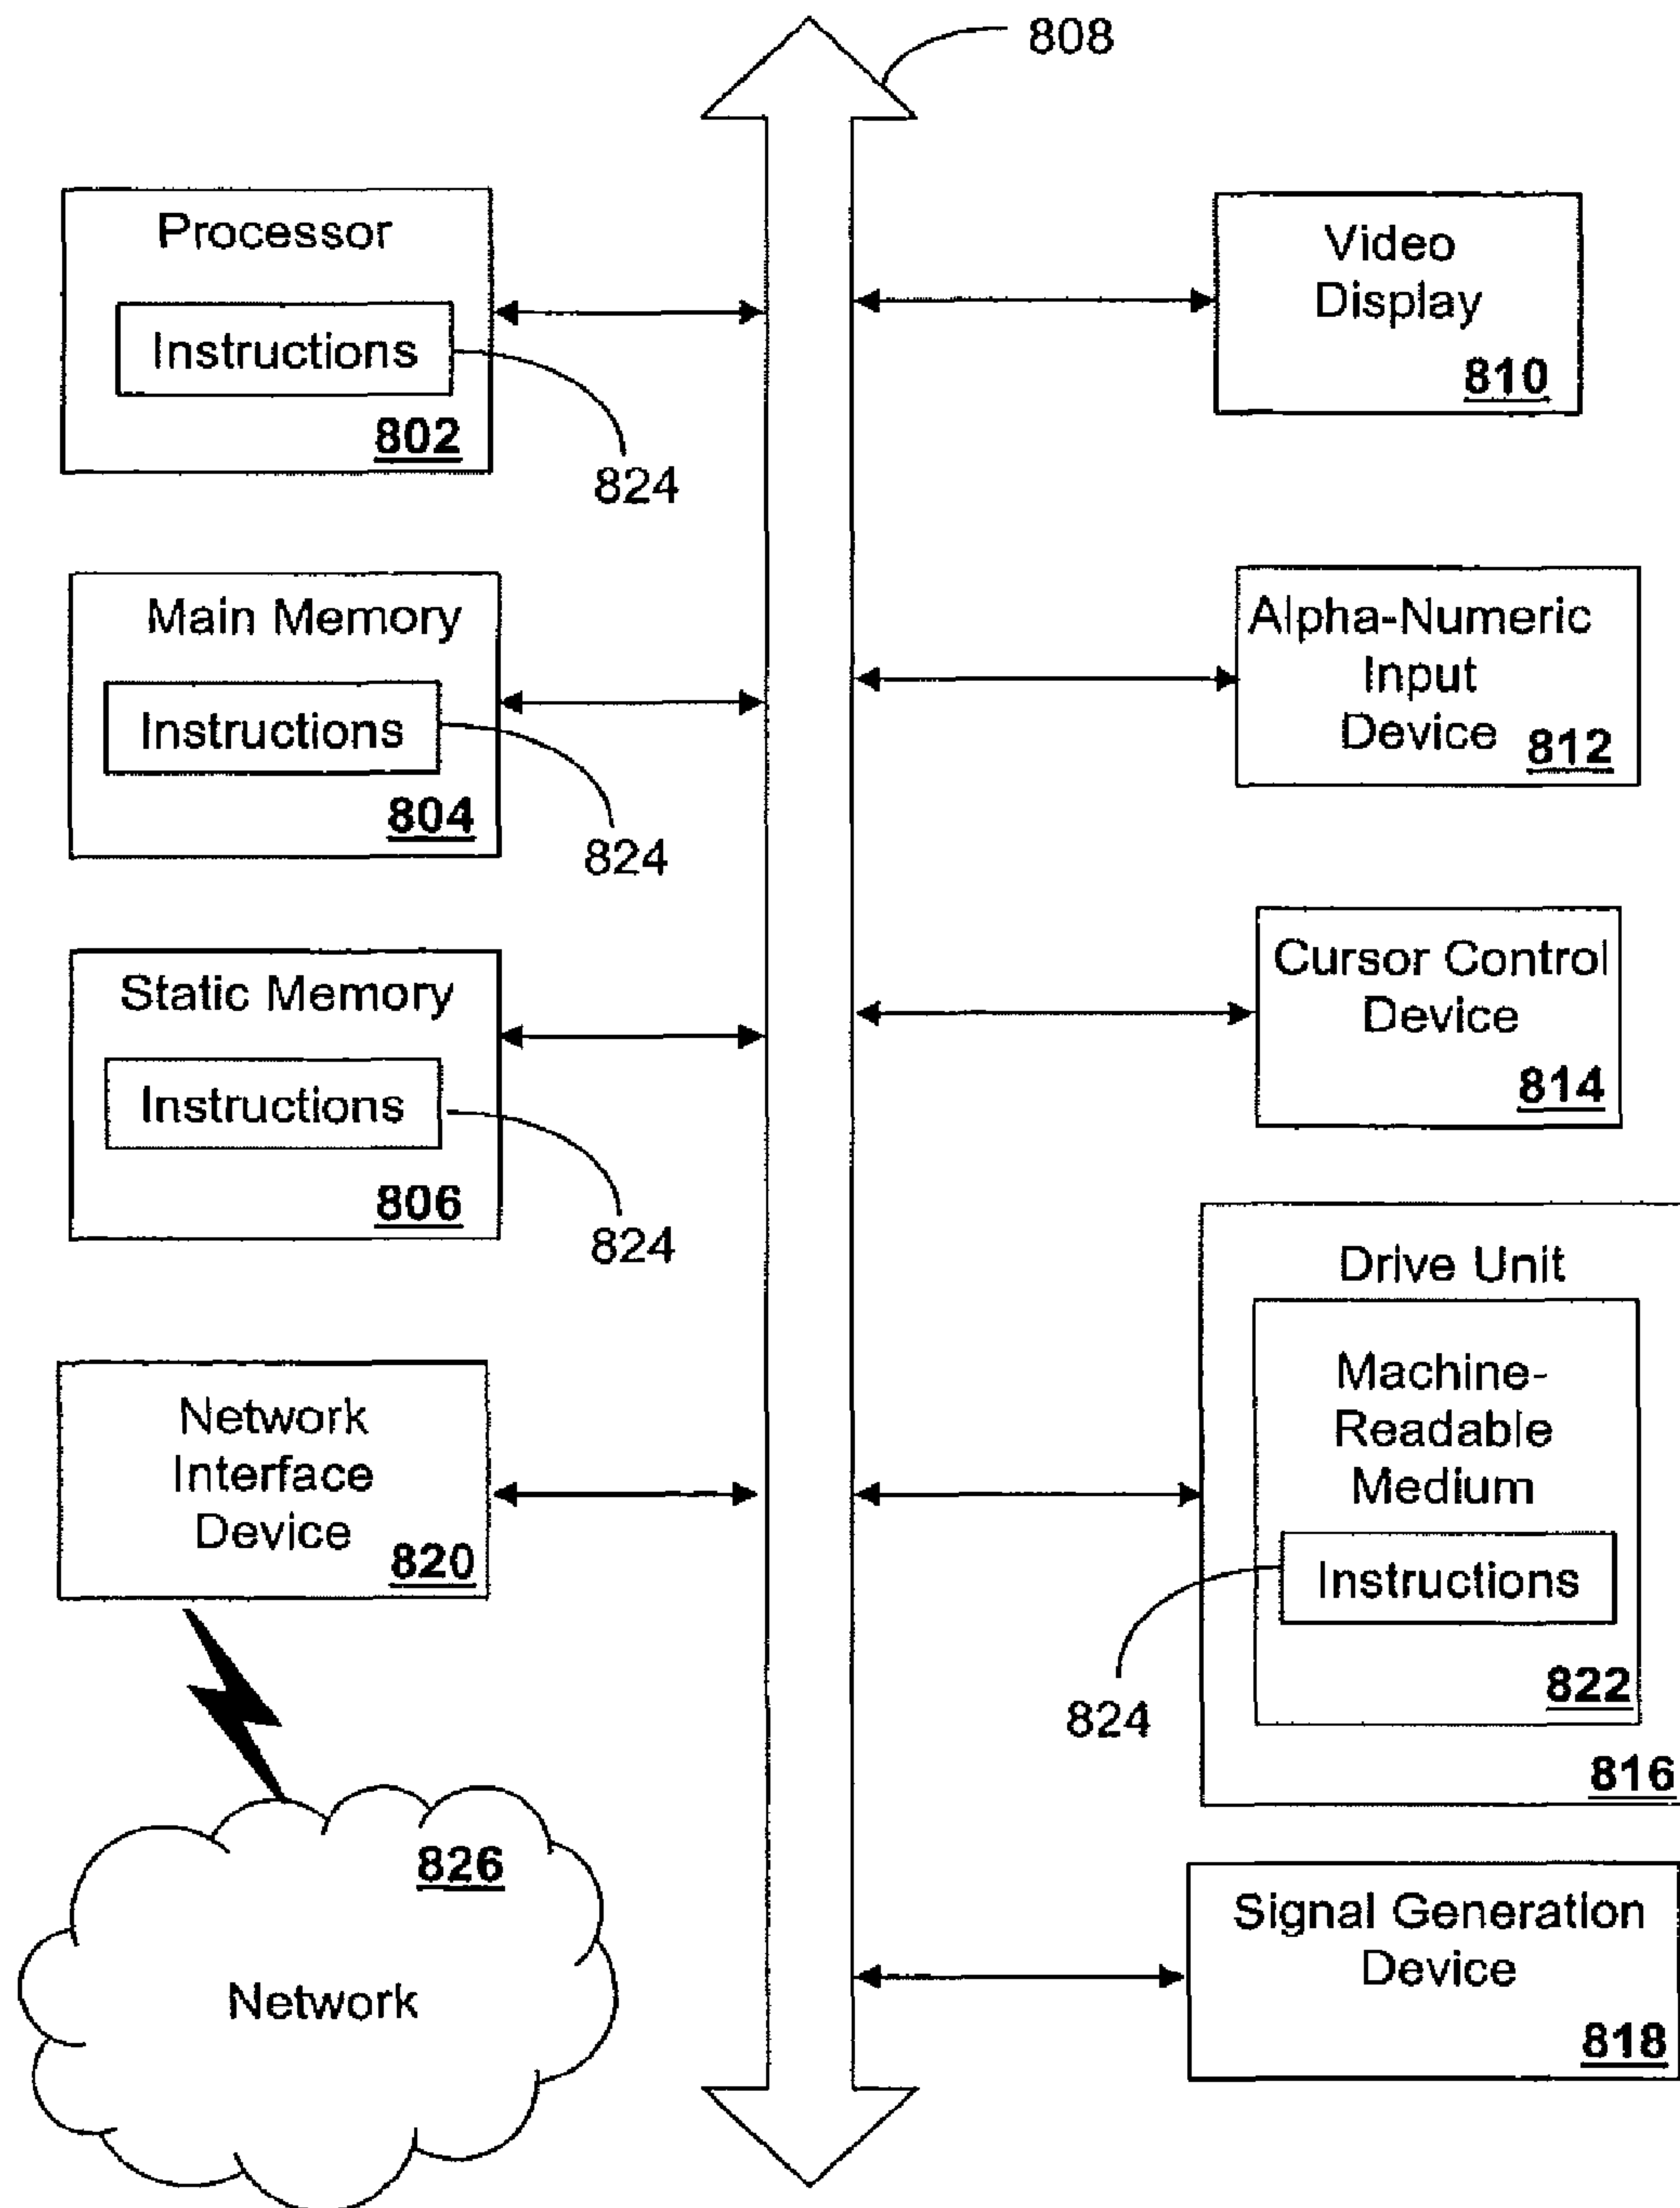 808
Processor
Instructions
802
824
Main Memory
Instructions
804
824
Static Memory
Instructions
806
824
Network
Interface
Device
820
826
Network
Video
Display
810
Alpha-Numeric
Input
Device
812
Cursor Control
Device
814
Drive Unit
Machine-
Readable
Medium
Instructions
824
822
816
Signal Generation
Device
818